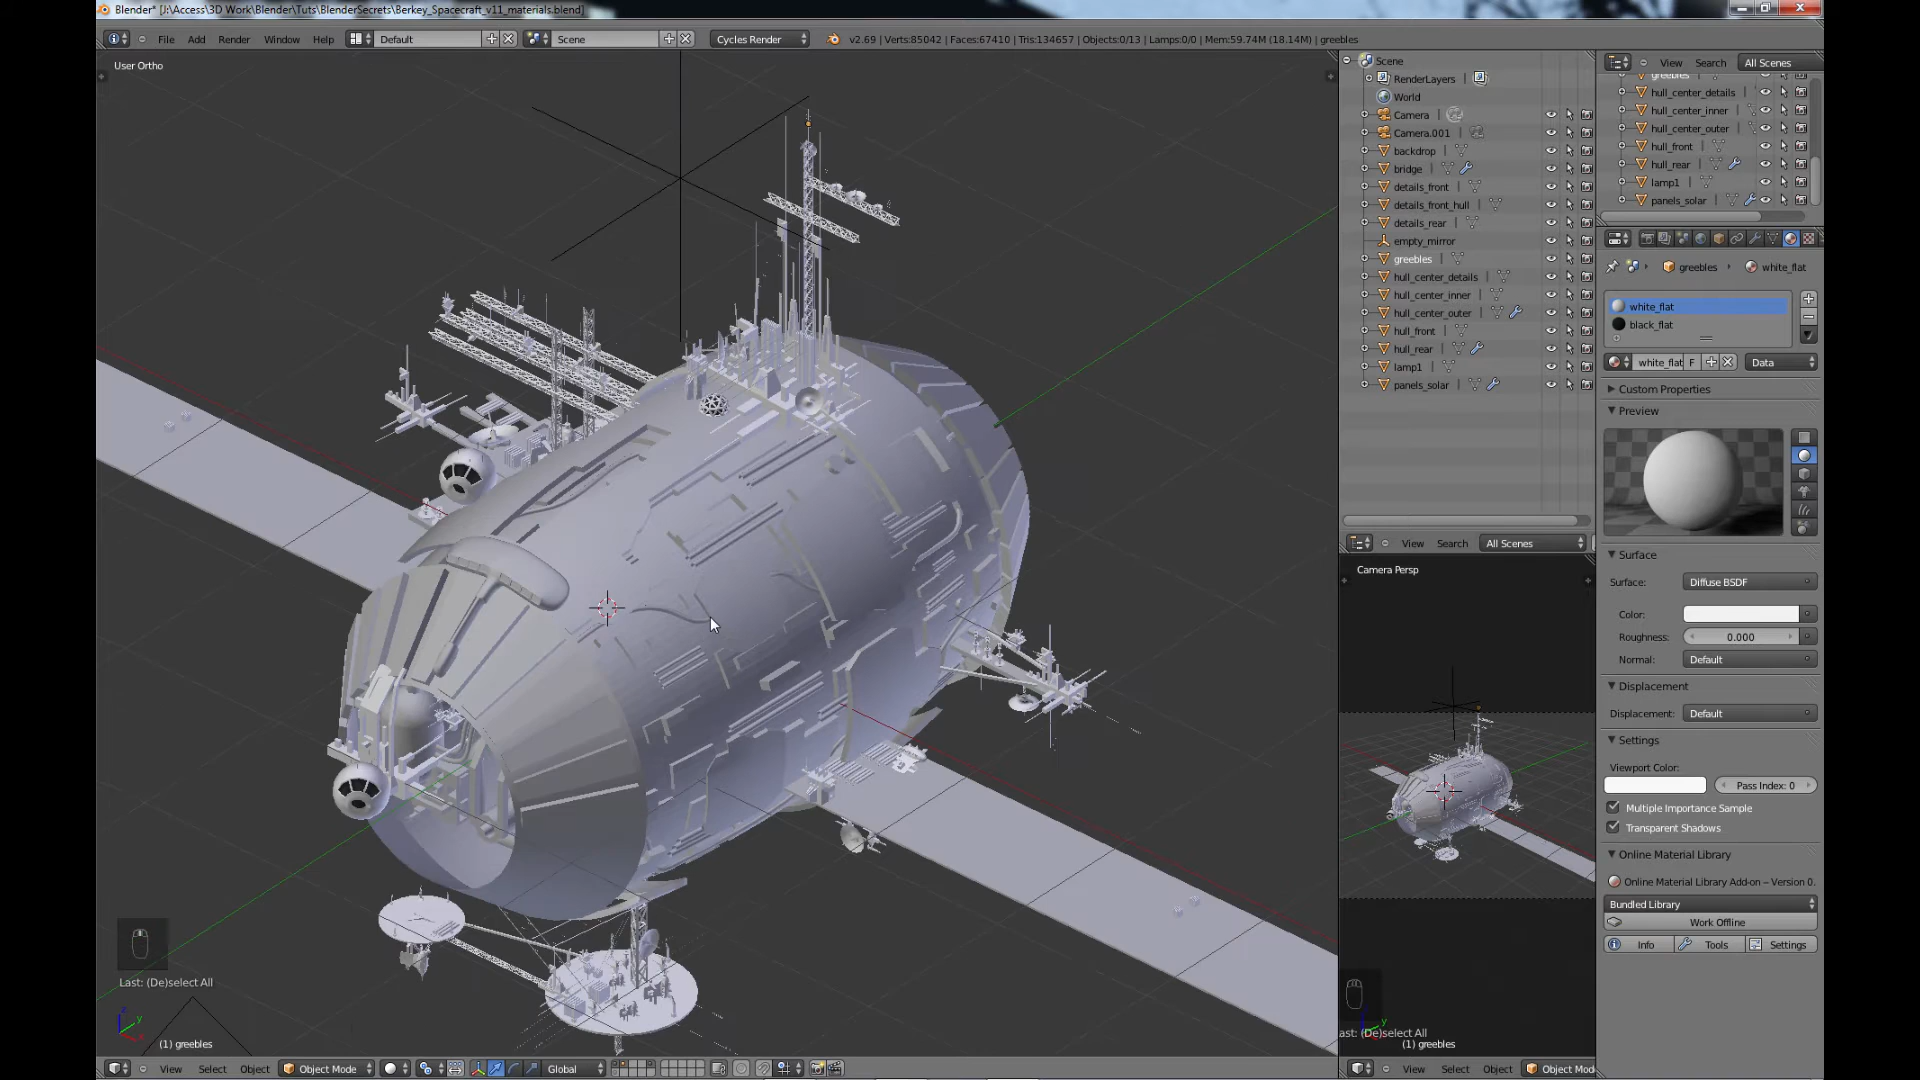 Blender* [J:\Access\3D Work\Blender\Tuts\BlenderSecrets\Berkey_Spacecraft_v11_materials.blend]
File Add Render Window Help Default Scene Cycles Render v2.69 | Verts:85042 | Faces:67410 | Tris:134657 | Objects:0/13 | Lamps:0/0 | Mem:59.74M (18.14M) | greebles
User Ortho
Last: (De)select All
(1) greebles
View Select Object Object Mode Global
Scene
RenderLayers
World
Camera
Camera.001
backdrop
bridge
details_front
details_front_hull
details_rear
empty_mirror
greebles
hull_center_details
hull_center_inner
hull_center_outer
hull_front
hull_rear
lamp1
panels_solar
View Search All Scenes
Camera Persp
ast: (De)select All
(1) greebles
View Select Object Object Mod
View Search All Scenes
greebles
hull_center_details
hull_center_inner
hull_center_outer
hull_front
hull_rear
lamp1
panels_solar
greebles white_flat
white_flat
black_flat
white_flat F Data
Custom Properties
Preview
Surface
Surface: Diffuse BSDF
Color:
Roughness: 0.000
Normal: Default
Displacement
Displacement: Default
Settings
Viewport Color:
Pass Index: 0
Multiple Importance Sample
Transparent Shadows
Online Material Library
Online Material Library Add-on – Version 0.
Bundled Library
Work Offline
Info Tools Settings